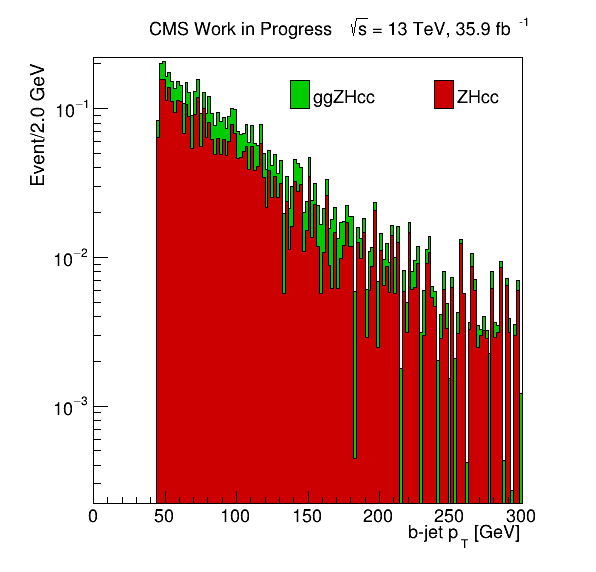 CMS Work in Progress √s = 13 TeV, 35.9 fb⁻¹
Event/2.0 GeV
ggZHcc ZHcc
10⁻¹
10⁻²
10⁻³
0 50 100 150 200 250 300
b-jet p_T [GeV]